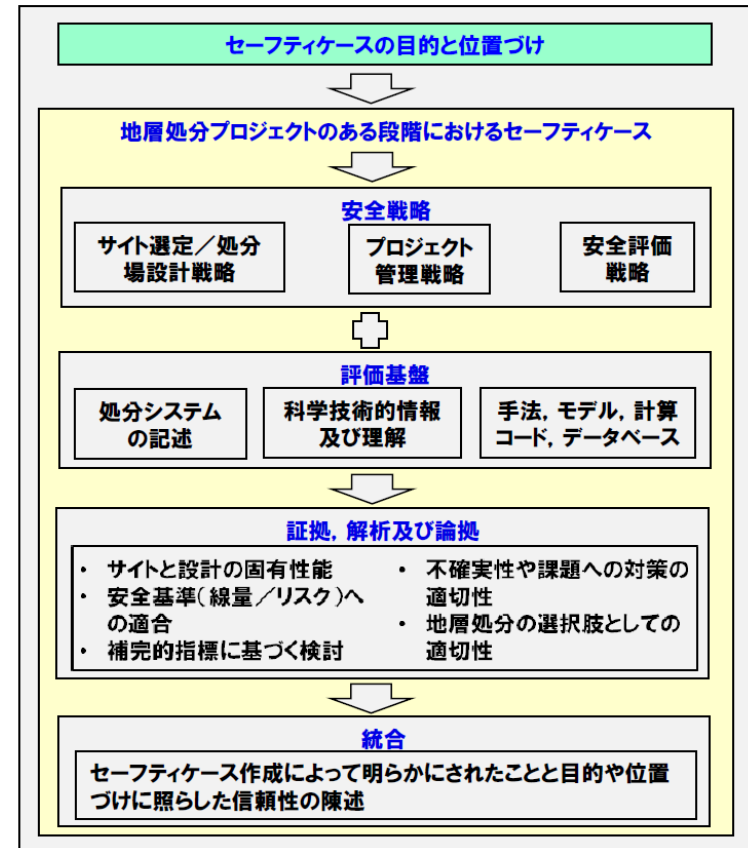 セーフティケースの目的と位置づけ
地層処分プロジェクトのある段階におけるセーフティケース
安全戦略
サイト選定／処分
場設計戦略
プロジェクト
管理戦略
安全評価
戦略
評価基盤
処分システム
の記述
科学技術的情報
及び理解
手法，モデル，計算
コード，データベース
証拠，解析及び論拠
・ サイトと設計の固有性能
・ 安全基準（線量／リスク）へ
の適合
・ 補完的指標に基づく検討
・ 不確実性や課題への対策の
適切性
・ 地層処分の選択肢としての
適切性
統合
セーフティケース作成によって明らかにされたことと目的や位置
づけに照らした信頼性の陳述